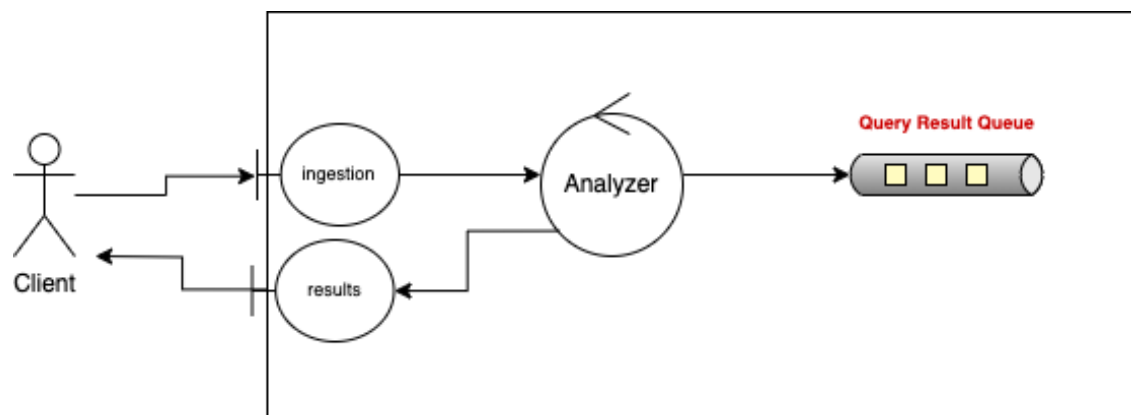 Query Result Queue
ingestion
Analyzer
Client
results